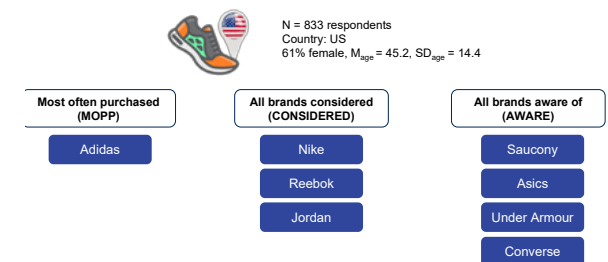 N = 833 respondents
Country: US
61% female, Mage = 45.2, SDage = 14.4
Most often purchased
(MOPP)
All brands considered
(CONSIDERED)
All brands aware of
(AWARE)
Adidas
Nike
Saucony
Reebok
Asics
Jordan
Under Armour
Converse